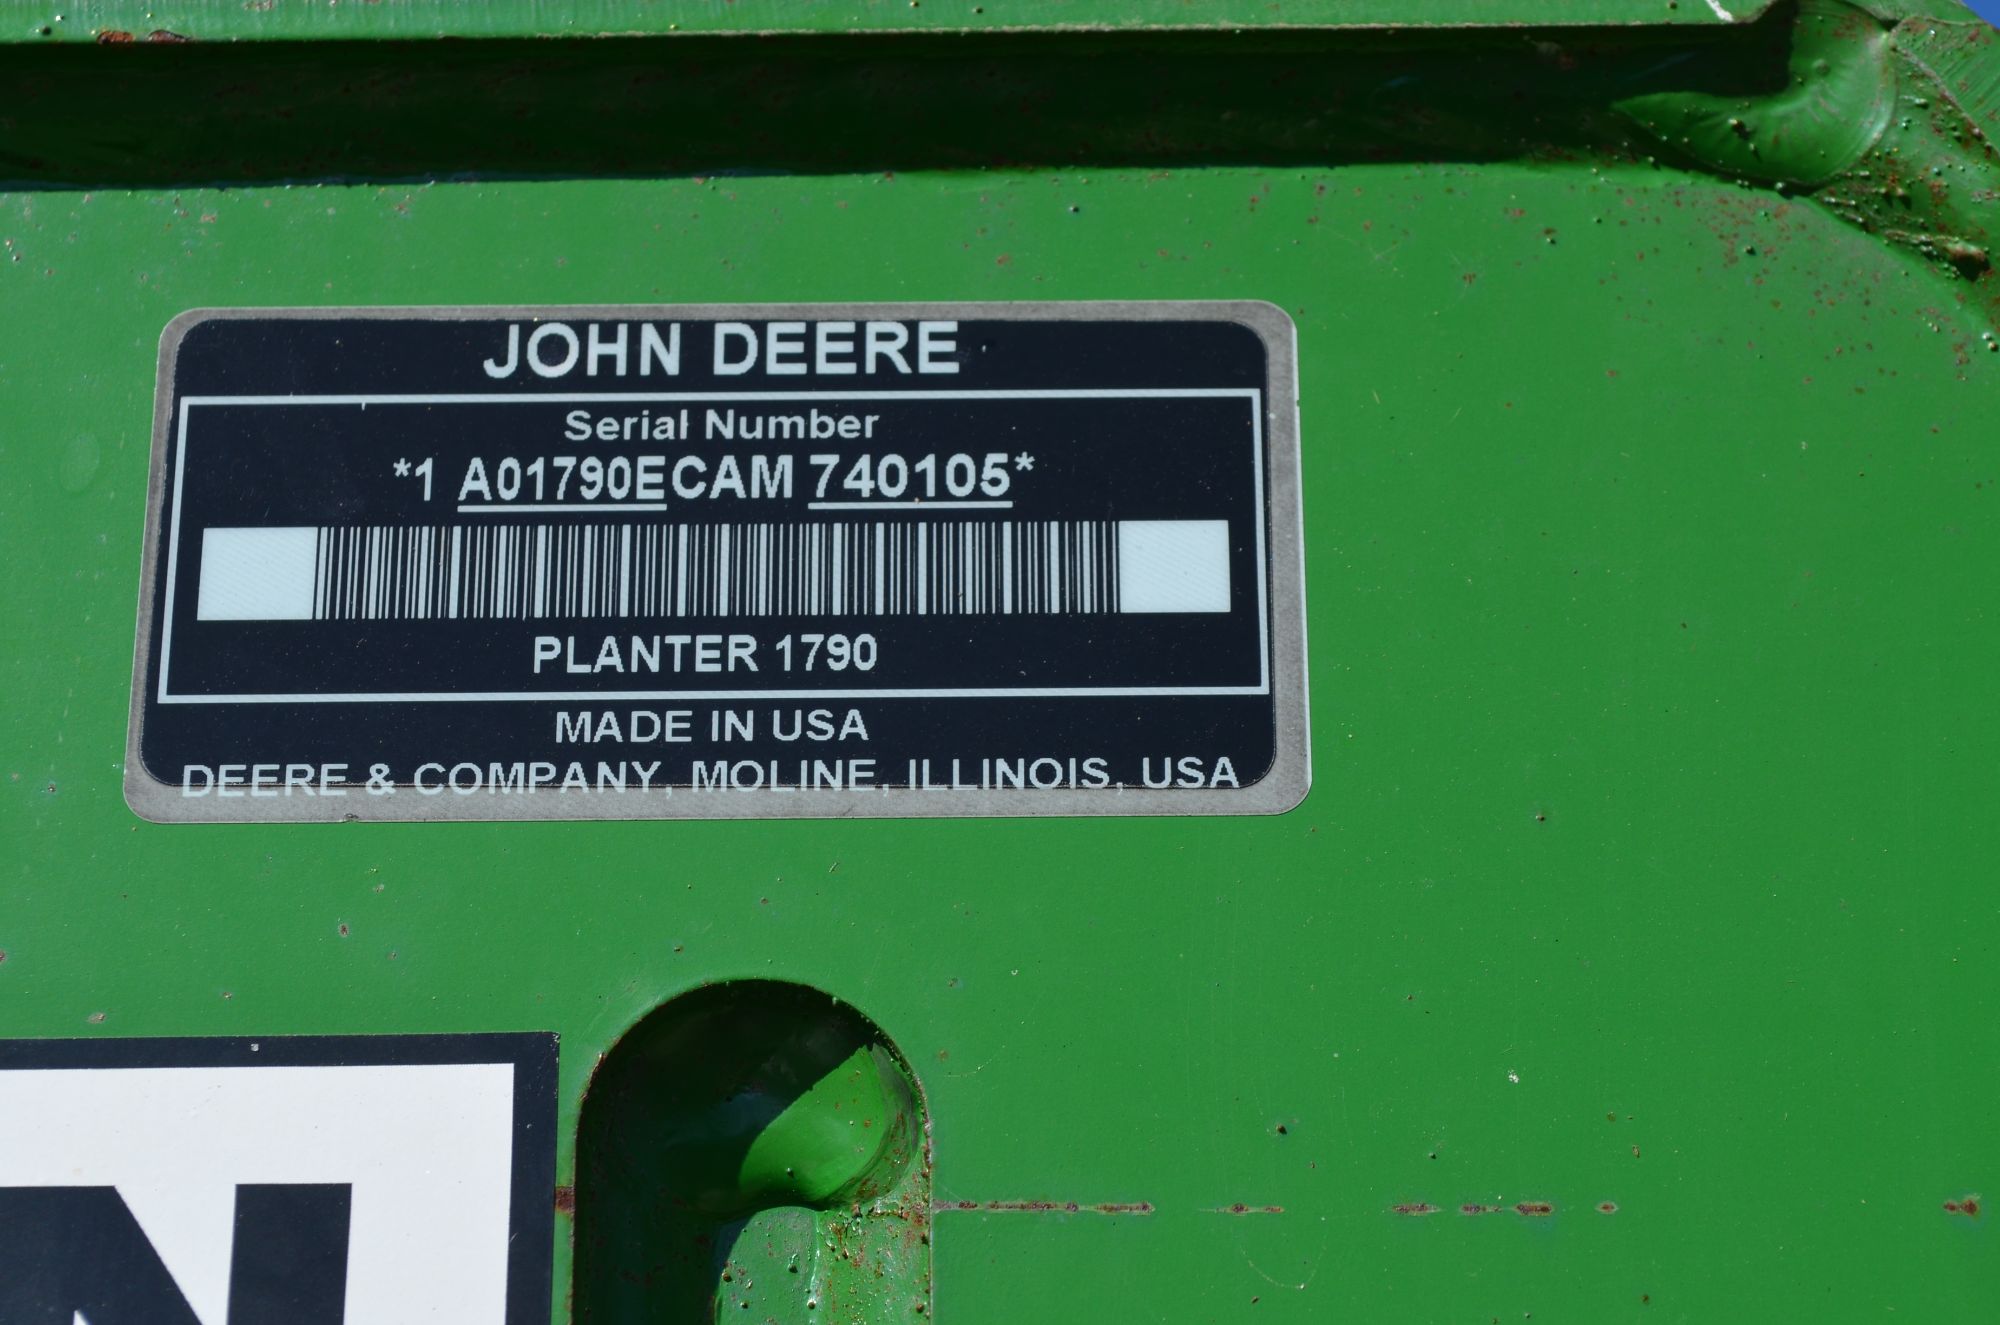 JOHN DEERE
Serial Number
*1 A01790ECAM 740105*
PLANTER 1790
MADE IN USA
DEERE & COMPANY, MOLINE, ILLINOIS, USA
N